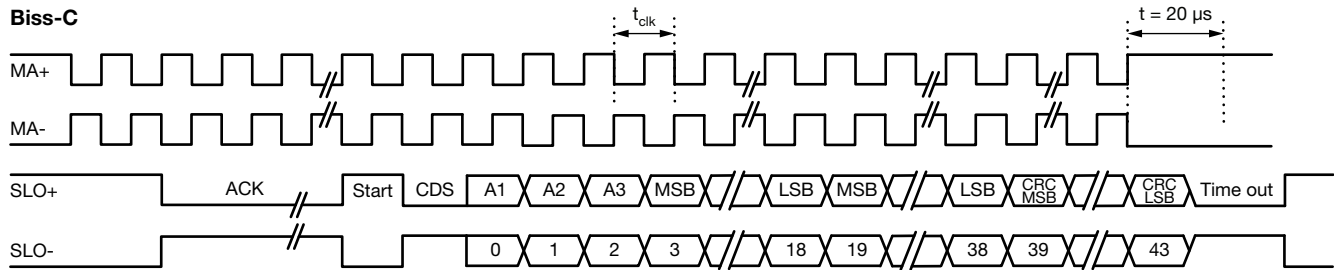 Biss-C
t_clk
t = 20 µs
MA+
MA-
SLO+ ACK Start CDS A1 A2 A3 MSB LSB MSB LSB CRC MSB CRC LSB Time out
SLO- 0 1 2 3 18 19 38 39 43